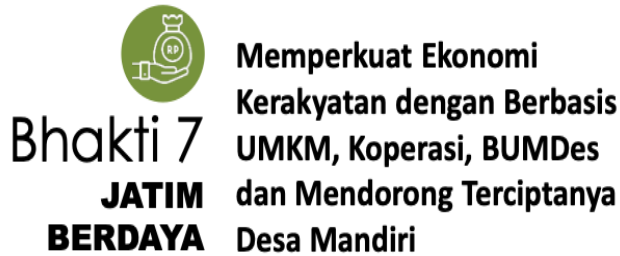 RP
Bhakti 7
JATIM
BERDAYA
Memperkuat Ekonomi
Kerakyatan dengan Berbasis
UMKM, Koperasi, BUMDes
dan Mendorong Terciptanya
Desa Mandiri